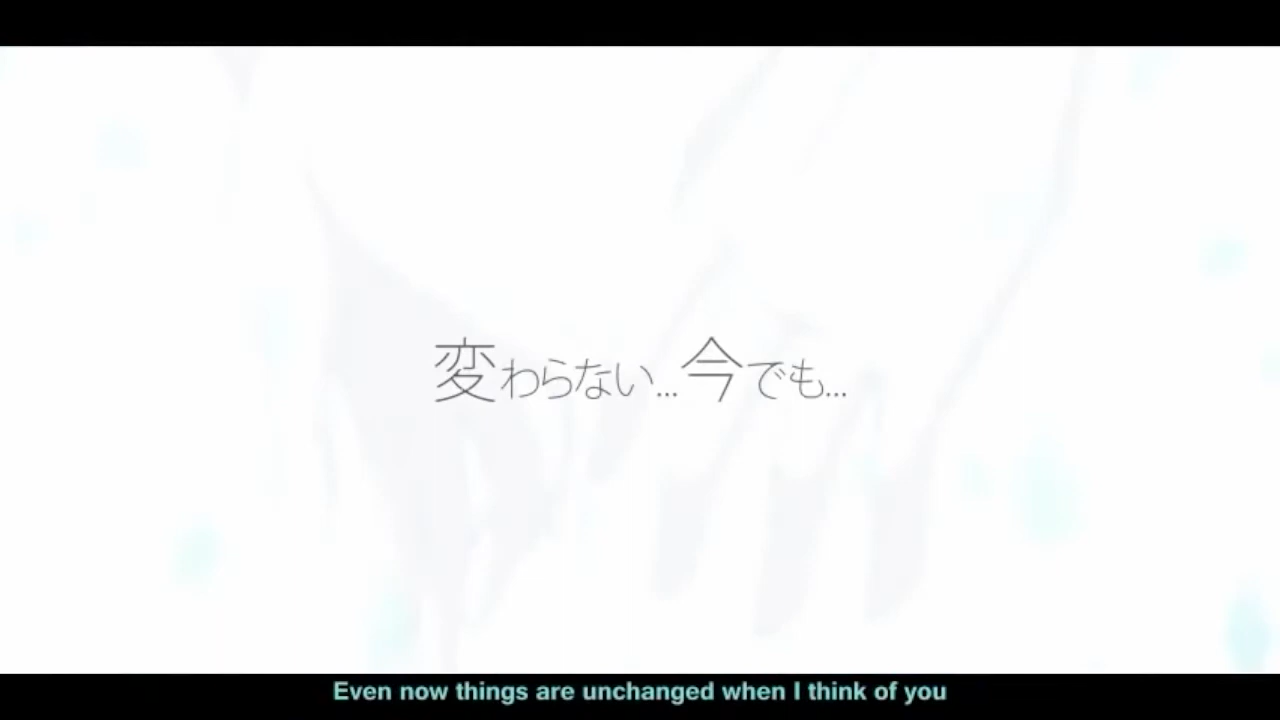 変わらない...今でも...
Even now things are unchanged when I think of you